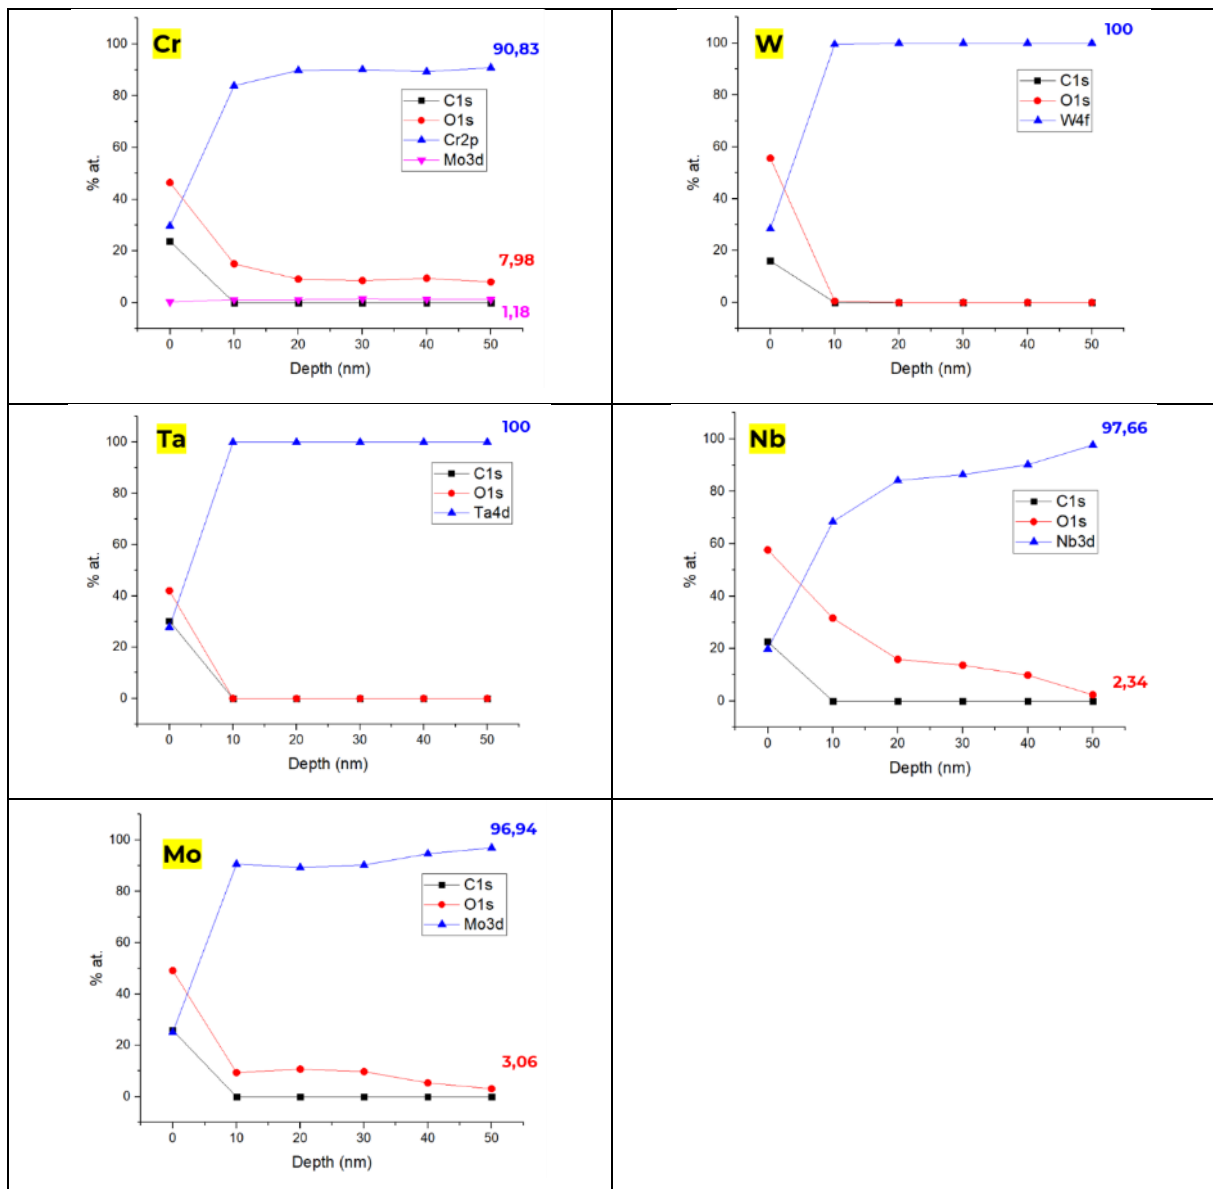 Cr
90,83
100
80
60
40
20
0
% at.
C1s
O1s
Cr2p
Mo3d
7,98
1,18
0 10 20 30 40 50
Depth (nm)
W
100
100
80
60
40
20
0
% at.
C1s
O1s
W4f
0 10 20 30 40 50
Depth (nm)
Ta
100
100
80
60
40
20
0
% at.
C1s
O1s
Ta4d
0 10 20 30 40 50
Depth (nm)
Nb
97,66
100
80
60
40
20
0
% at.
C1s
O1s
Nb3d
2,34
0 10 20 30 40 50
Depth (nm)
Mo
96,94
100
80
60
40
20
0
% at.
C1s
O1s
Mo3d
3,06
0 10 20 30 40 50
Depth (nm)